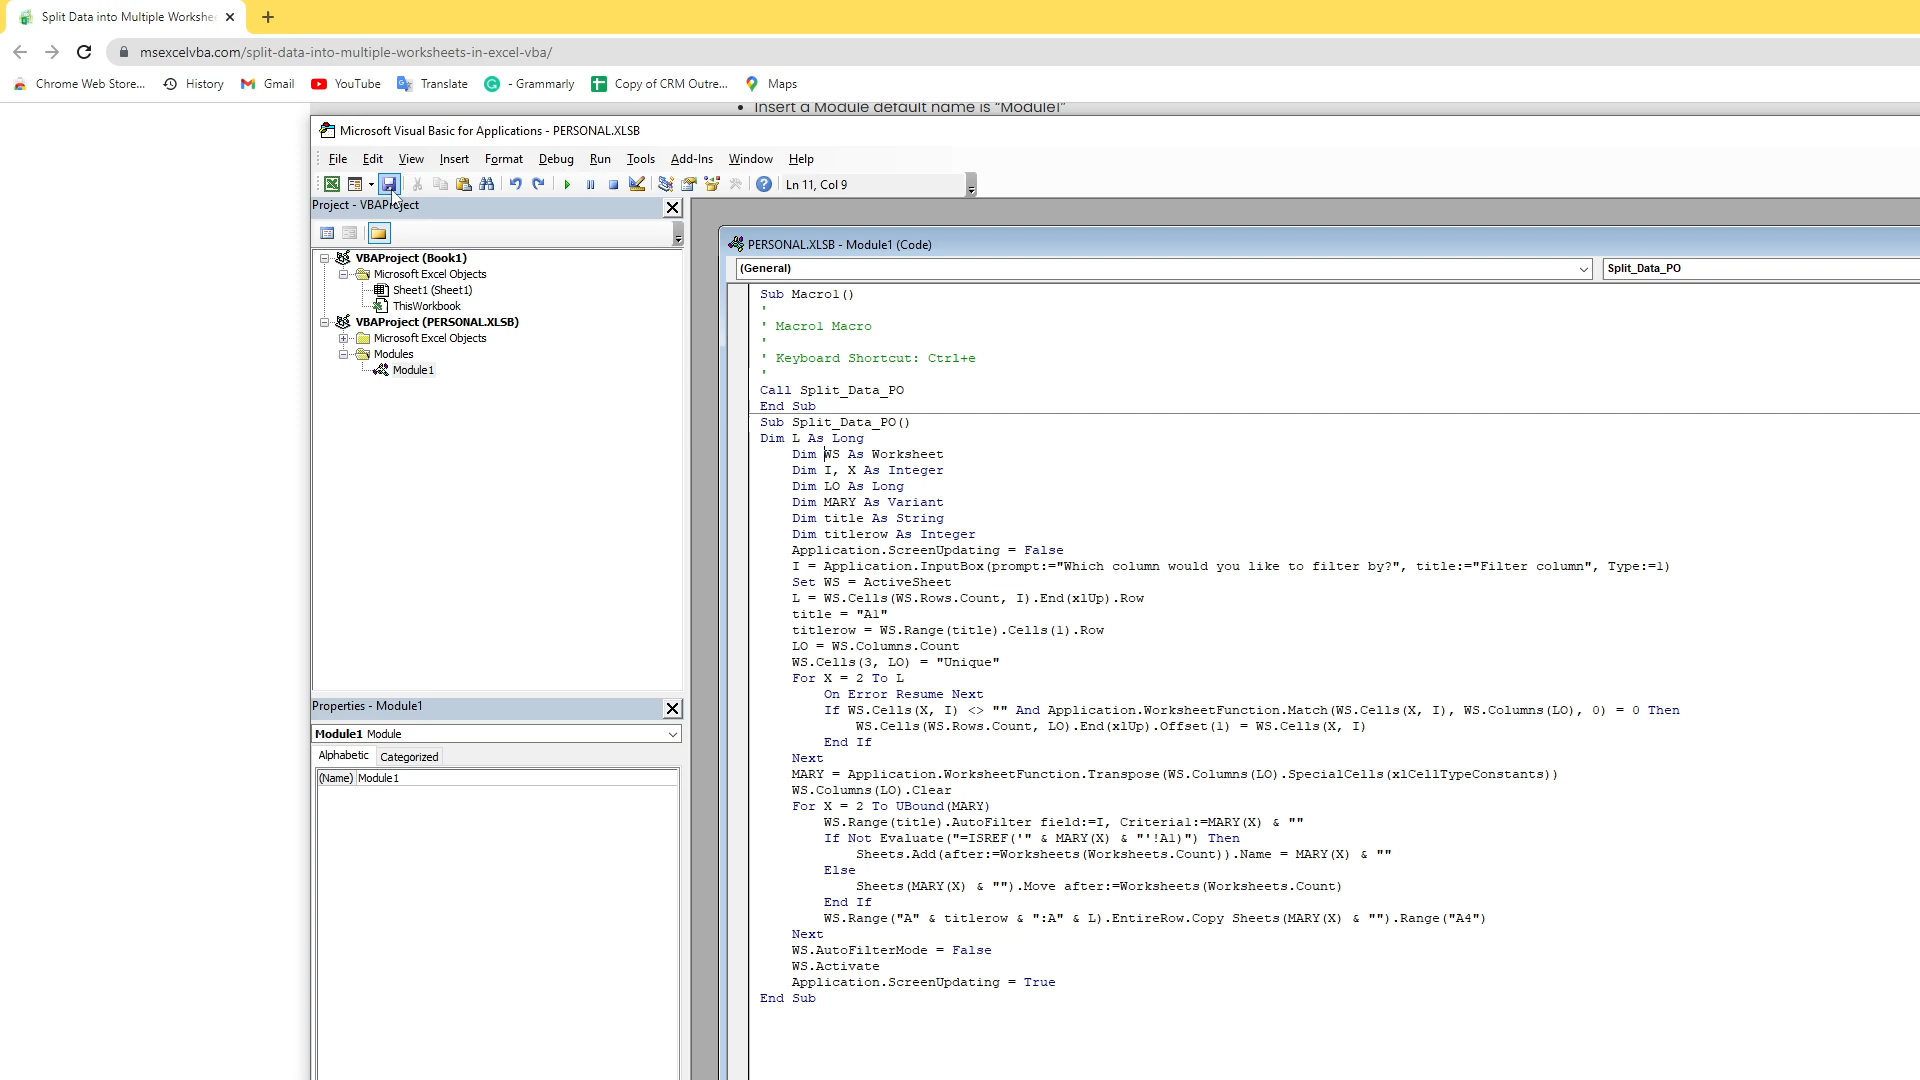 Split Data into Multiple Workshe
msexcelvba.com/split-data-into-multiple-worksheets-in-excel-vba/
Chrome Web Store... History Gmail YouTube Translate - Grammarly Copy of CRM Outre... Maps
• Insert a Module default name is "Module1"
Microsoft Visual Basic for Applications - PERSONAL.XLSB
File Edit View Insert Format Debug Run Tools Add-Ins Window Help
Ln 11, Col 9
Project - VBAProject
VBAProject (Book1)
Microsoft Excel Objects
Sheet1 (Sheet1)
ThisWorkbook
VBAProject (PERSONAL.XLSB)
Microsoft Excel Objects
Modules
Module1
Properties - Module1
Module1 Module
Alphabetic Categorized
(Name) Module1
PERSONAL.XLSB - Module1 (Code)
(General) Split_Data_PO
Sub Macro1()
'
' Macro1 Macro
'
' Keyboard Shortcut: Ctrl+e
'
Call Split_Data_PO
End Sub
Sub Split_Data_PO()
Dim L As Long
Dim WS As Worksheet
Dim I, X As Integer
Dim LO As Long
Dim MARY As Variant
Dim title As String
Dim titlerow As Integer
Application.ScreenUpdating = False
I = Application.InputBox(prompt:="Which column would you like to filter by?", title:="Filter column", Type:=1)
Set WS = ActiveSheet
L = WS.Cells(WS.Rows.Count, I).End(xlUp).Row
title = "A1"
titlerow = WS.Range(title).Cells(1).Row
LO = WS.Columns.Count
WS.Cells(3, LO) = "Unique"
For X = 2 To L
On Error Resume Next
If WS.Cells(X, I) <> "" And Application.WorksheetFunction.Match(WS.Cells(X, I), WS.Columns(LO), 0) = 0 Then
WS.Cells(WS.Rows.Count, LO).End(xlUp).Offset(1) = WS.Cells(X, I)
End If
Next
MARY = Application.WorksheetFunction.Transpose(WS.Columns(LO).SpecialCells(xlCellTypeConstants))
WS.Columns(LO).Clear
For X = 2 To UBound(MARY)
WS.Range(title).AutoFilter field:=I, Criteria1:=MARY(X) & ""
If Not Evaluate("=ISREF('" & MARY(X) & "'!A1)") Then
Sheets.Add(after:=Worksheets(Worksheets.Count)).Name = MARY(X) & ""
Else
Sheets(MARY(X) & "").Move after:=Worksheets(Worksheets.Count)
End If
WS.Range("A" & titlerow & ":A" & L).EntireRow.Copy Sheets(MARY(X) & "").Range("A4")
Next
WS.AutoFilterMode = False
WS.Activate
Application.ScreenUpdating = True
End Sub